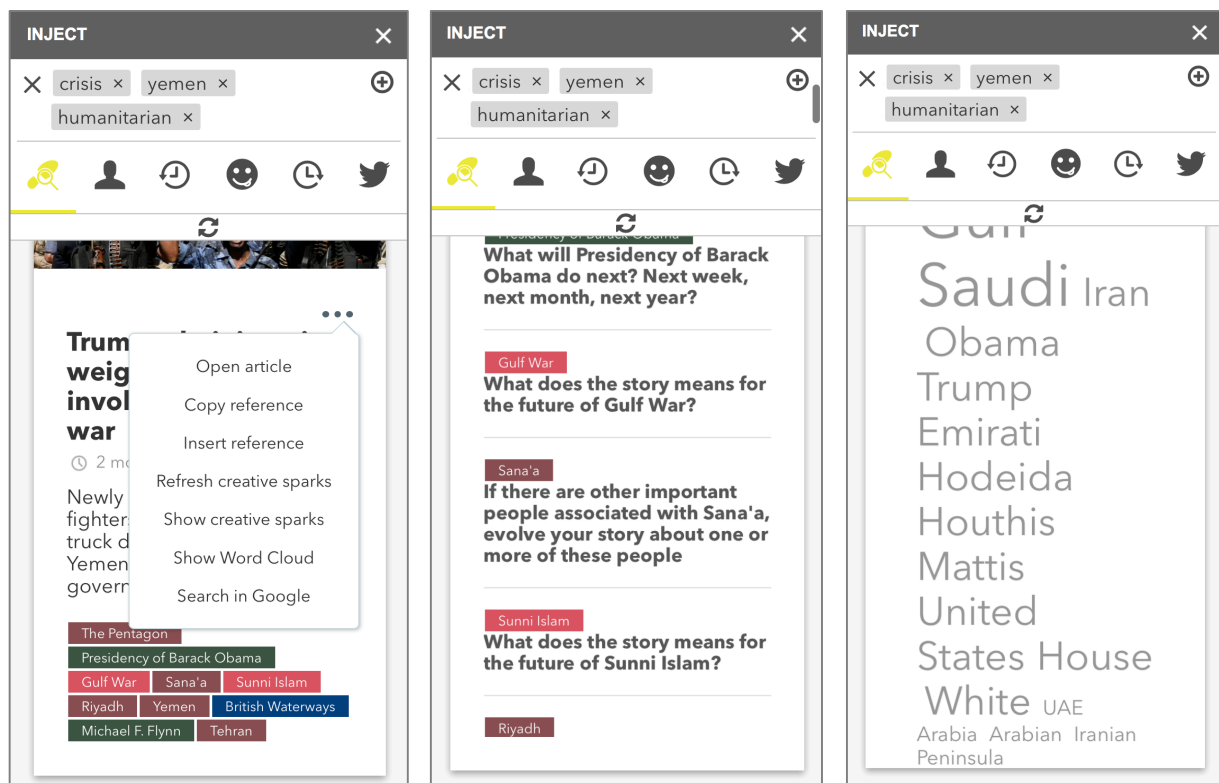 INJECT
crisis × yemen ×
humanitarian ×
Trum
weig
invol
war
2 mo
Newly
fighter
truck d
Yemen
govern
Open article
Copy reference
Insert reference
Refresh creative sparks
Show creative sparks
Show Word Cloud
Search in Google
The Pentagon
Presidency of Barack Obama
Gulf War Sana'a Sunni Islam
Riyadh Yemen British Waterways
Michael F. Flynn Tehran
INJECT
crisis × yemen ×
humanitarian ×
Presidency of Barack Obama
What will Presidency of Barack
Obama do next? Next week,
next month, next year?
Gulf War
What does the story means for
the future of Gulf War?
Sana'a
If there are other important
people associated with Sana'a,
evolve your story about one or
more of these people
Sunni Islam
What does the story means for
the future of Sunni Islam?
Riyadh
INJECT
crisis × yemen ×
humanitarian ×
Gulf
Saudi Iran
Obama
Trump
Emirati
Hodeida
Houthis
Mattis
United
States House
White UAE
Arabia Arabian Iranian
Peninsula